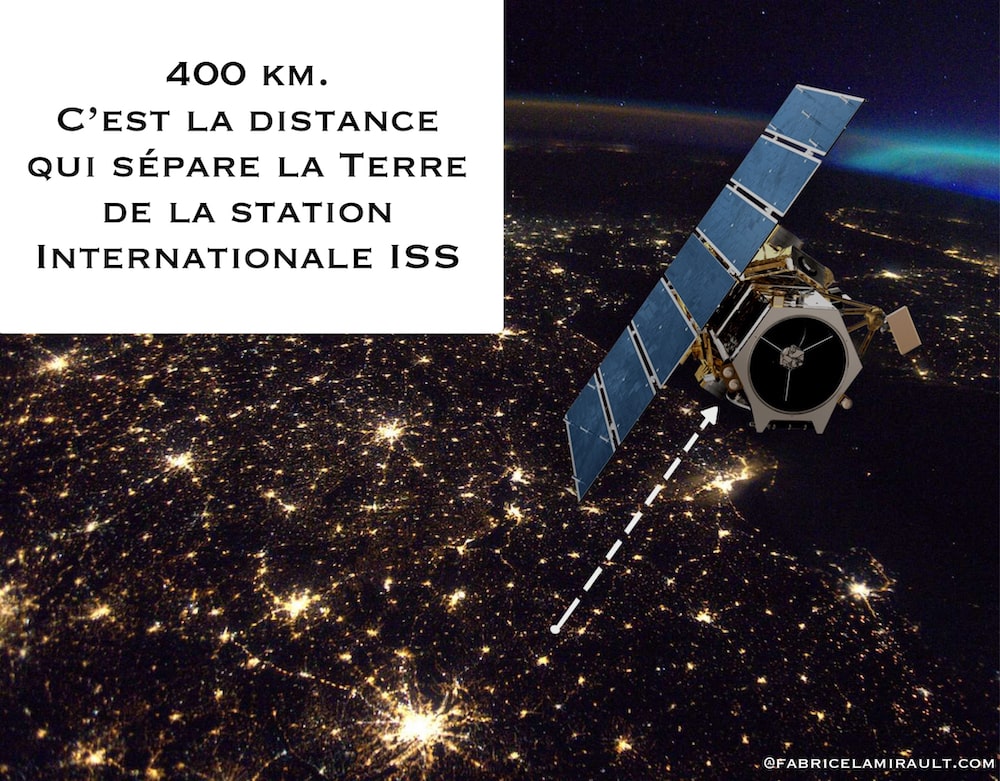 400 km.
C’est la distance
qui sépare la Terre
de la station
Internationale ISS
@fabricelamirault.com